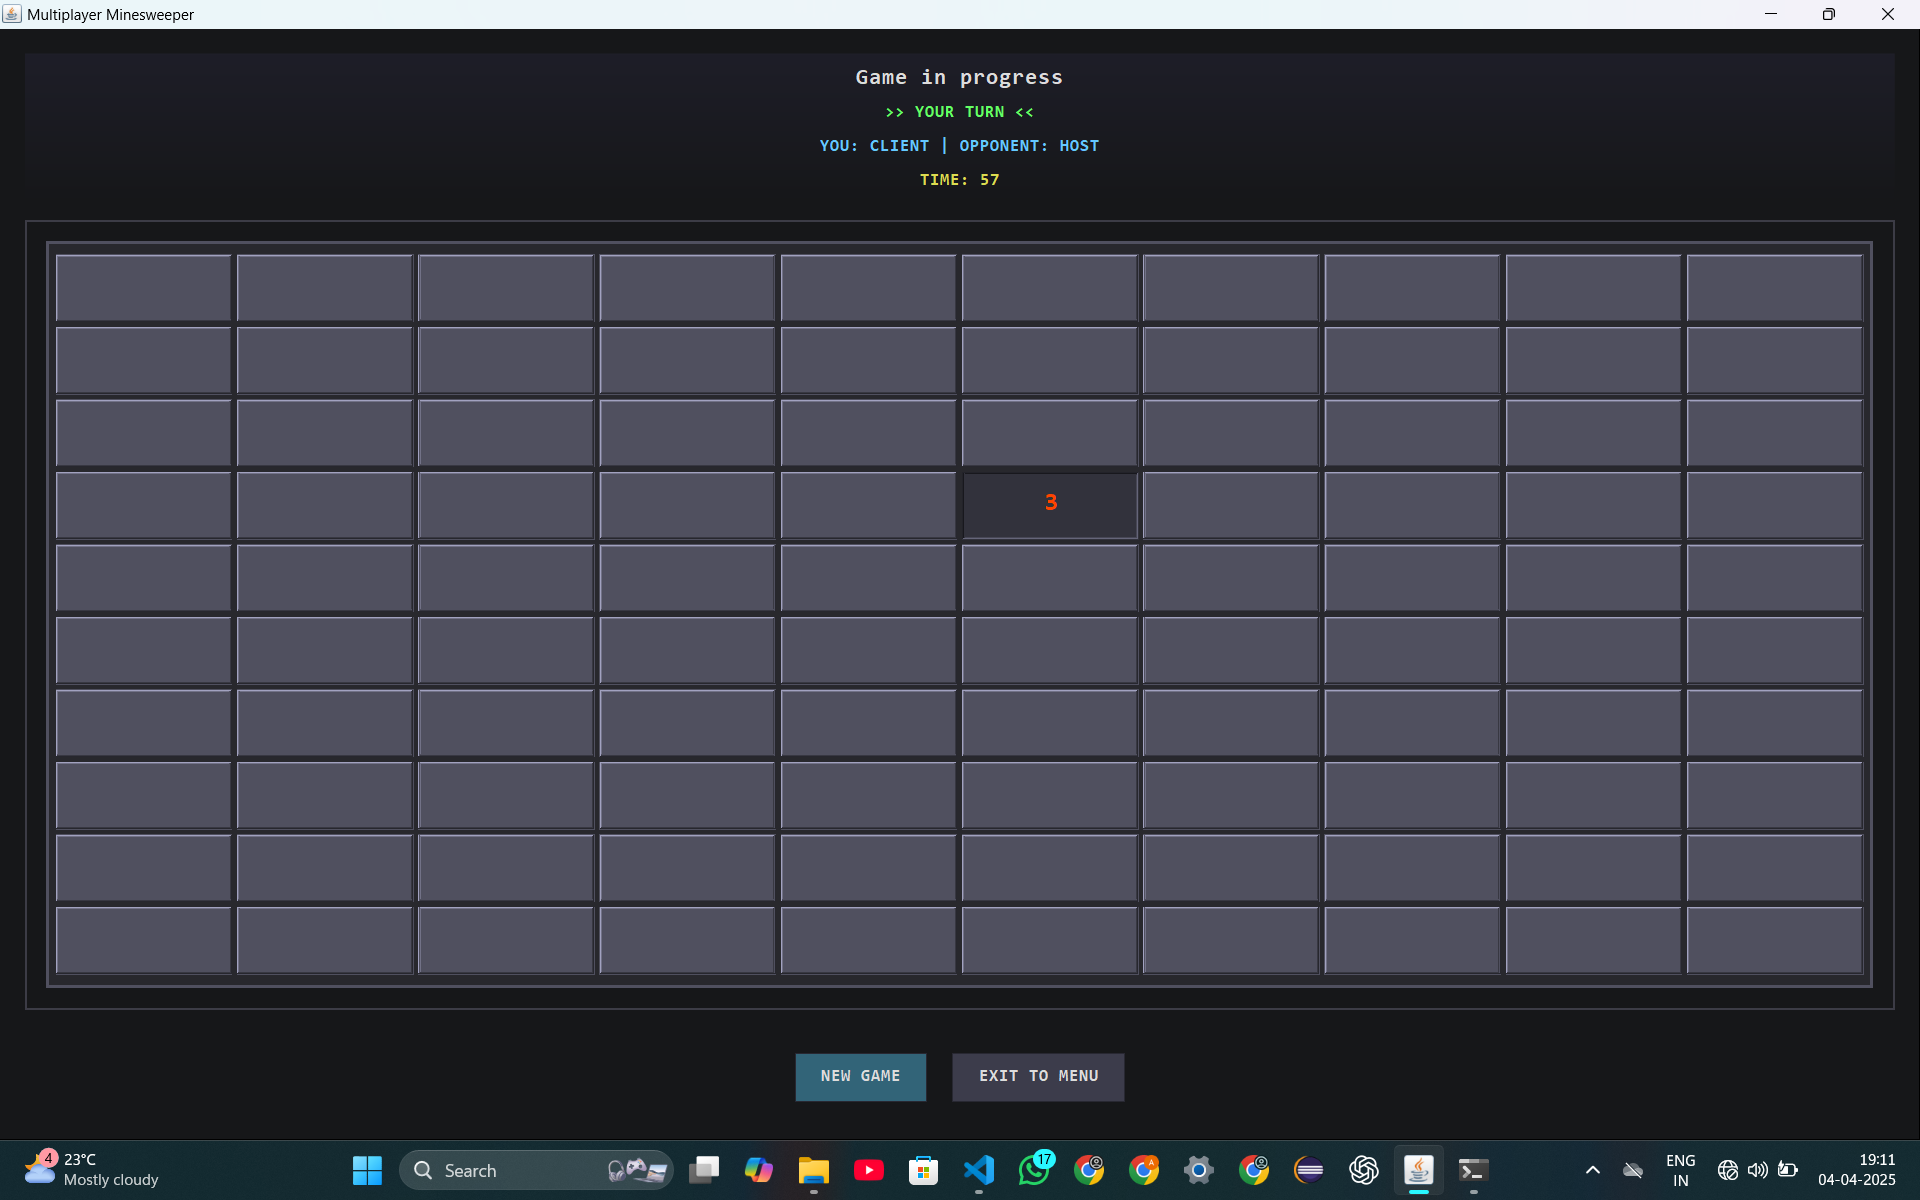 Multiplayer Minesweeper
Game in progress
>> YOUR TURN <<
YOU: CLIENT | OPPONENT: HOST
TIME: 57
3
NEW GAME
EXIT TO MENU
4
23°C
Mostly cloudy
Search
17
A
ENG
IN
19:11
04-04-2025